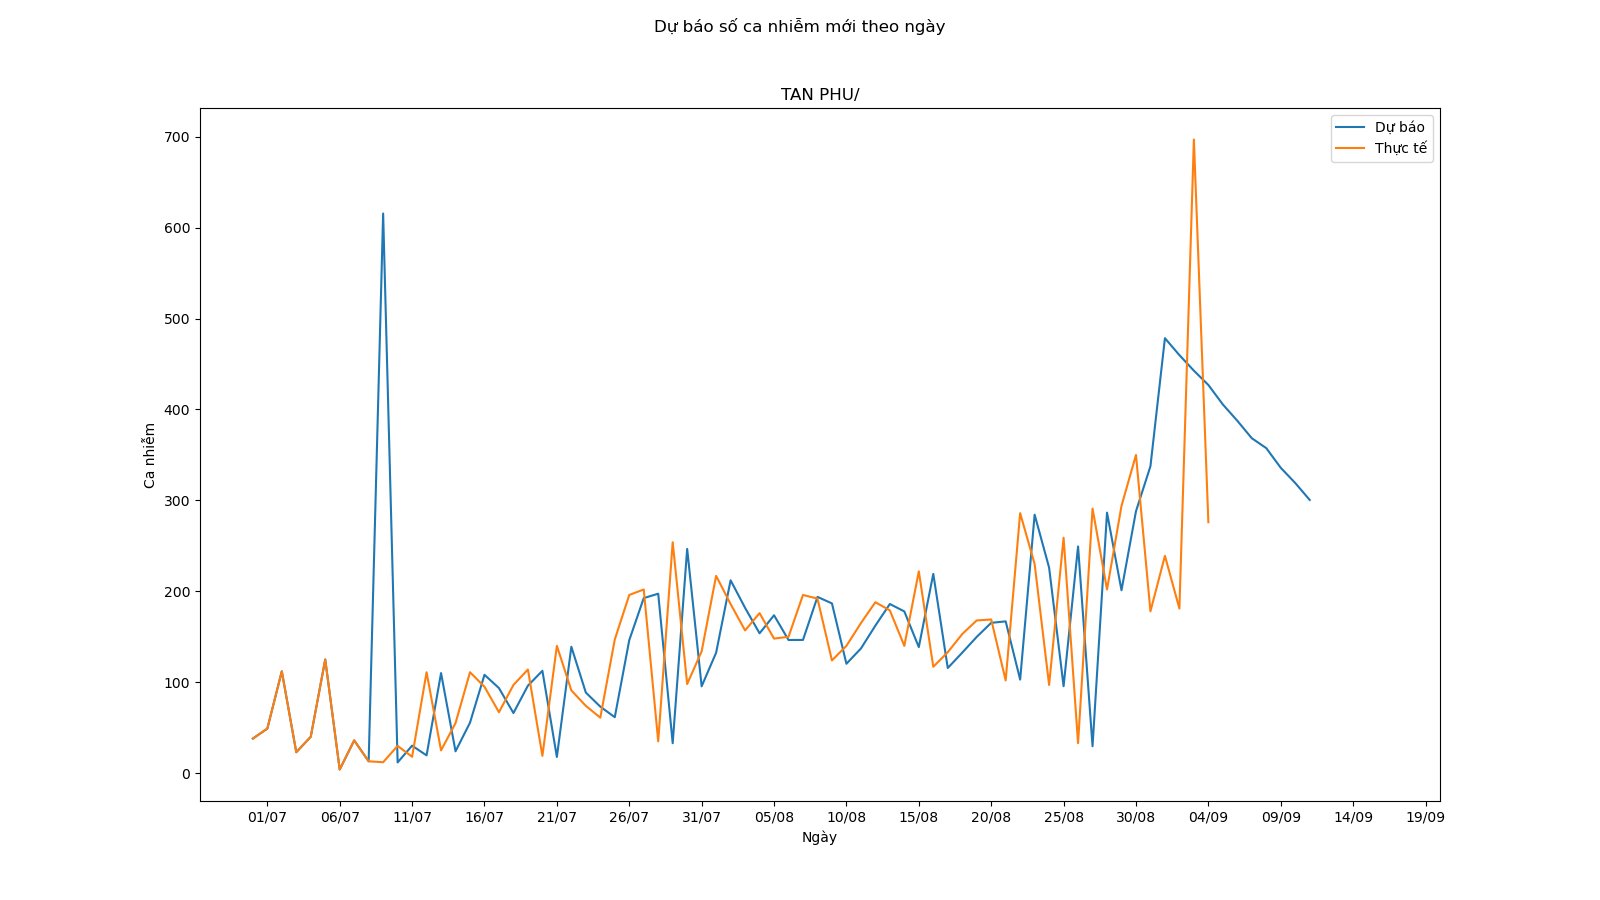 Dự báo số ca nhiễm mới theo ngày
TAN PHU/
Dự báo
Thực tế
700
600
500
400
300
200
100
0
Ca nhiễm
01/07 06/07 11/07 16/07 21/07 26/07 31/07 05/08 10/08 15/08 20/08 25/08 30/08 04/09 09/09 14/09 19/09
Ngày